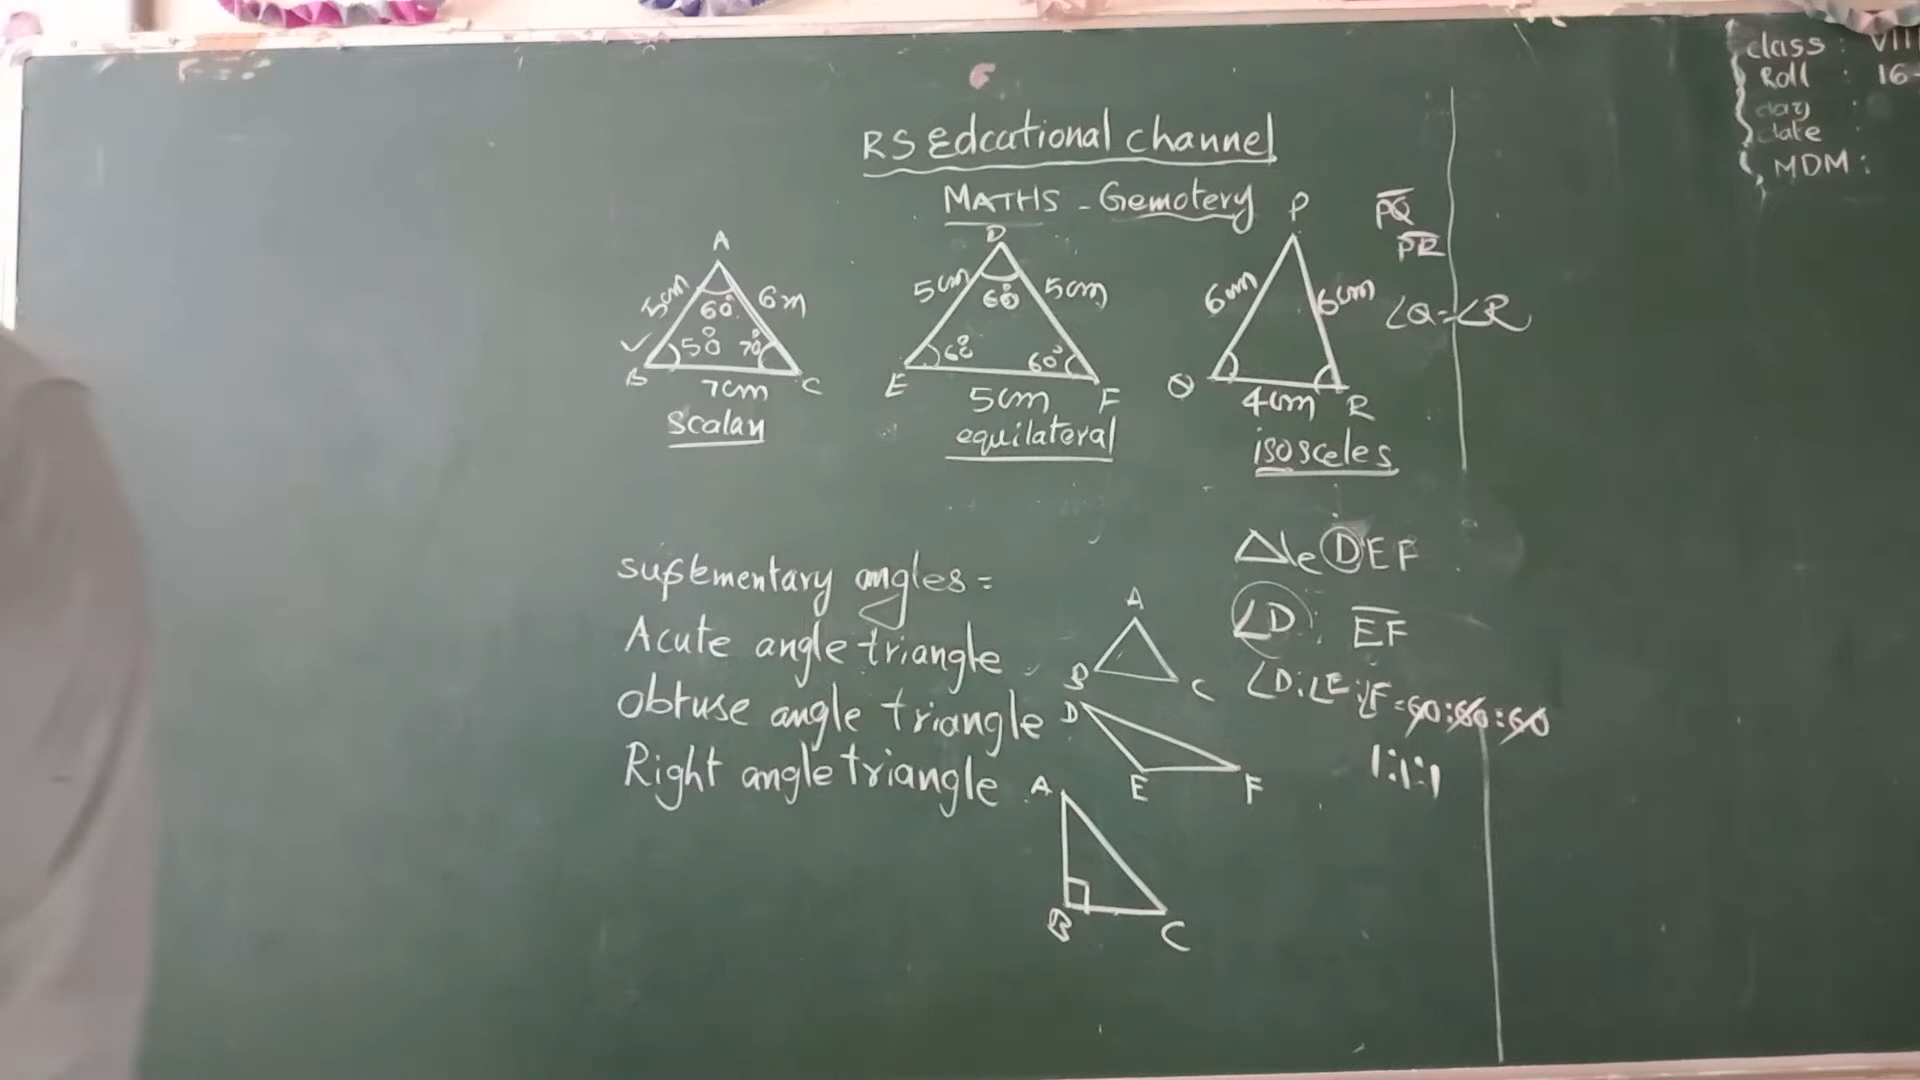 RS Edcational channel
MATHS - Gemotery
class : VIII
Roll : 16-
day :
date :
MDM :
A
5cm 6m
60°
50° 70°
B 7cm C
Scalan
D
5cm 5cm
60°
60° 60°
E 5cm F
equilateral
P
6cm 6cm
Q 4cm R
isosceles
PQ
PR
∠Q=∠R
suplementary angles =
Acute angle triangle
A
B C
obtuse angle triangle
D
E F
Right angle triangle
A
B C
△le DEF
∠D : EF
∠D:∠E:∠F = 60:60:60
1:1:1